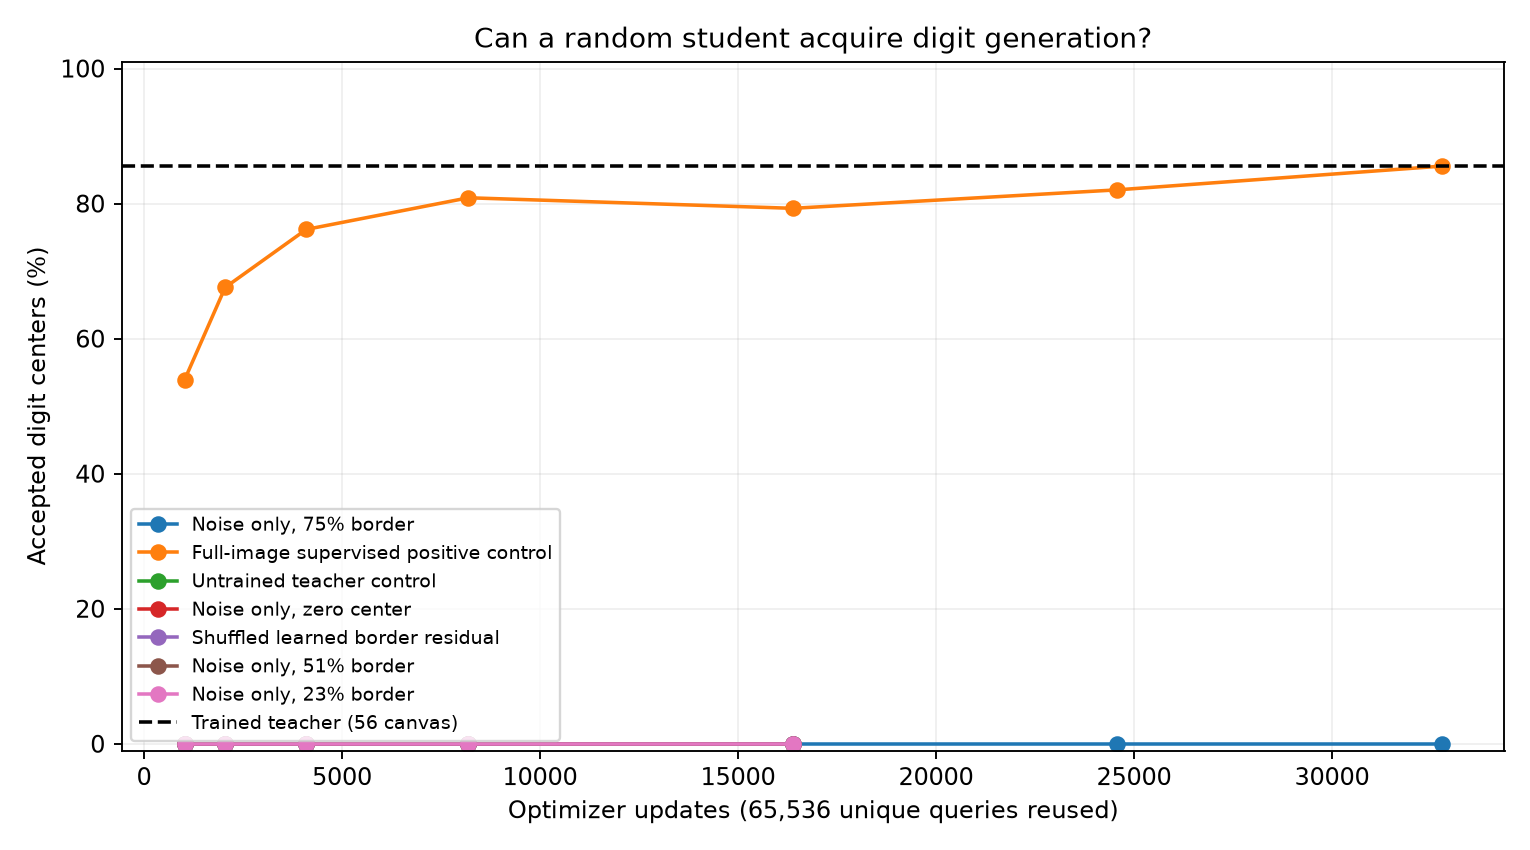 Can a random student acquire digit generation?
Accepted digit centers (%)
100
80
60
40
20
0
Noise only, 75% border
Full-image supervised positive control
Untrained teacher control
Noise only, zero center
Shuffled learned border residual
Noise only, 51% border
Noise only, 23% border
Trained teacher (56 canvas)
0 5000 10000 15000 20000 25000 30000
Optimizer updates (65,536 unique queries reused)